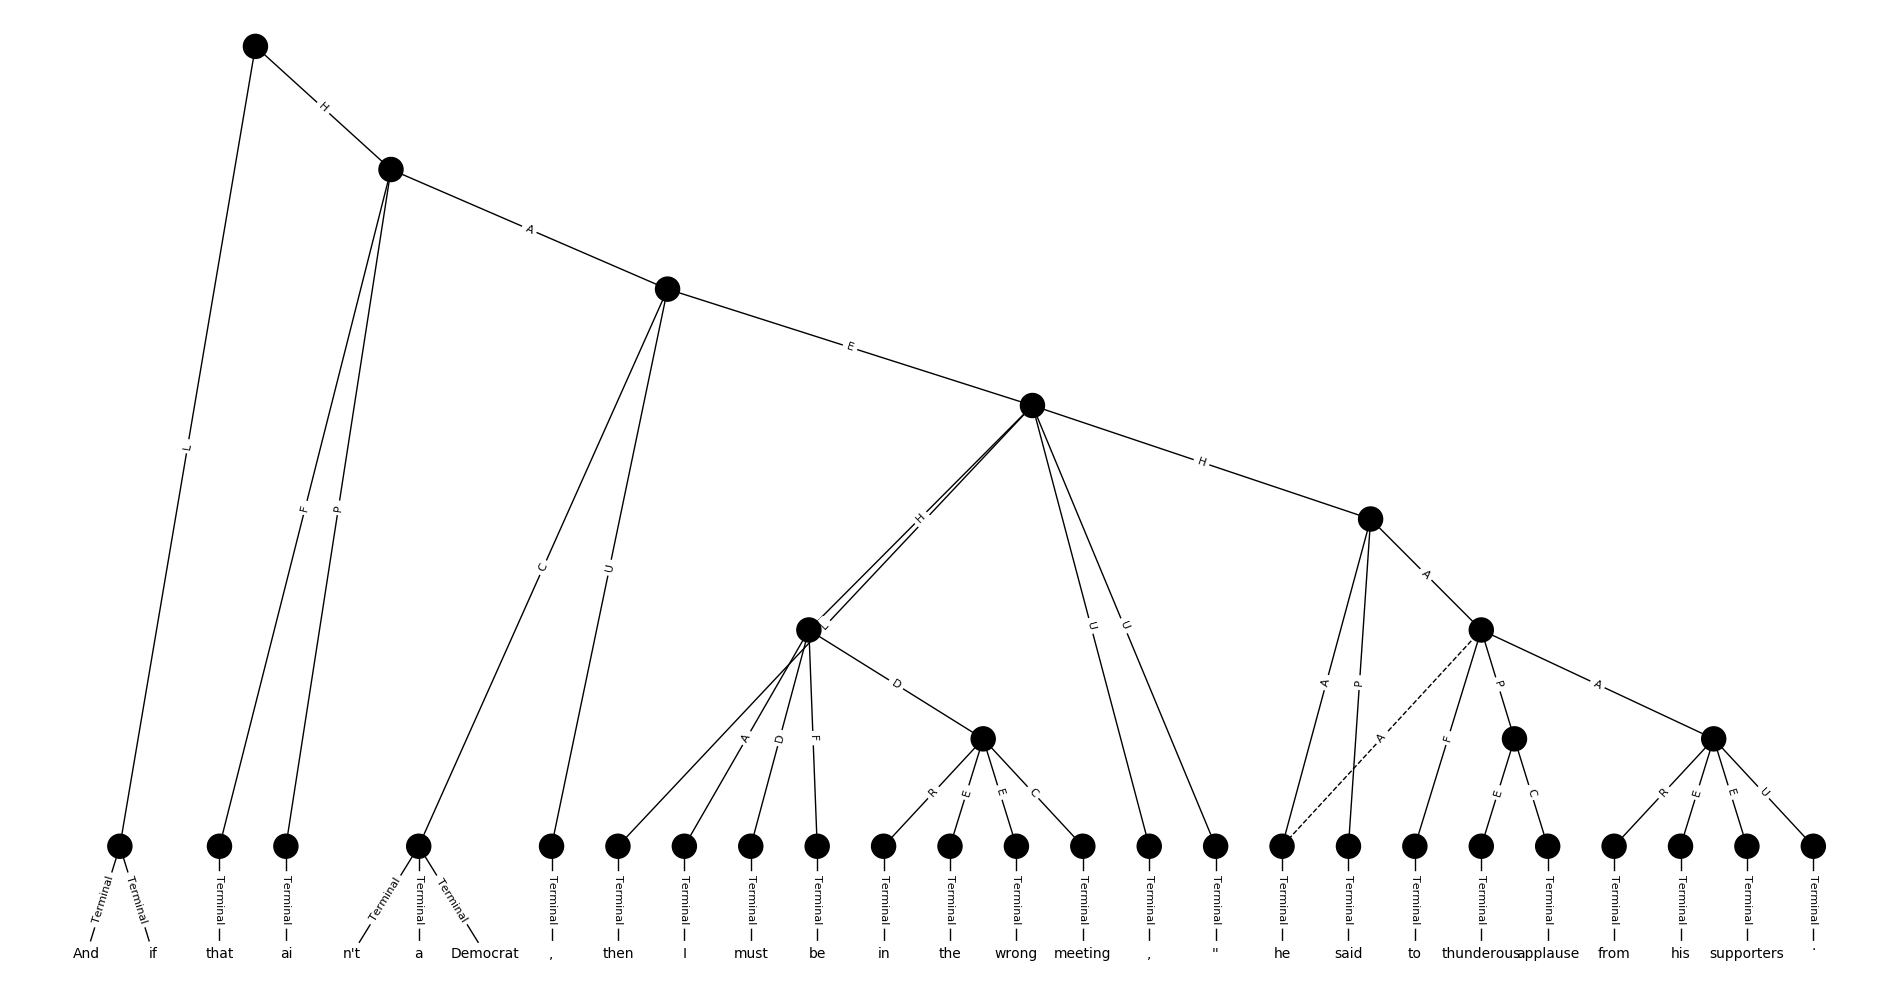 H
A
E
L
F
P
C
U
H
H
L
U
U
A
D
A
P
A
A
D
F
D
R
E
E
C
A
F
P
E
C
A
R
E
E
U
Terminal Terminal Terminal Terminal Terminal Terminal Terminal Terminal Terminal Terminal Terminal Terminal Terminal Terminal Terminal Terminal Terminal Terminal Terminal Terminal Terminal Terminal Terminal Terminal Terminal Terminal Terminal
And if that ai n't a Democrat , then I must be in the wrong meeting , " he said to thunderous applause from his supporters .